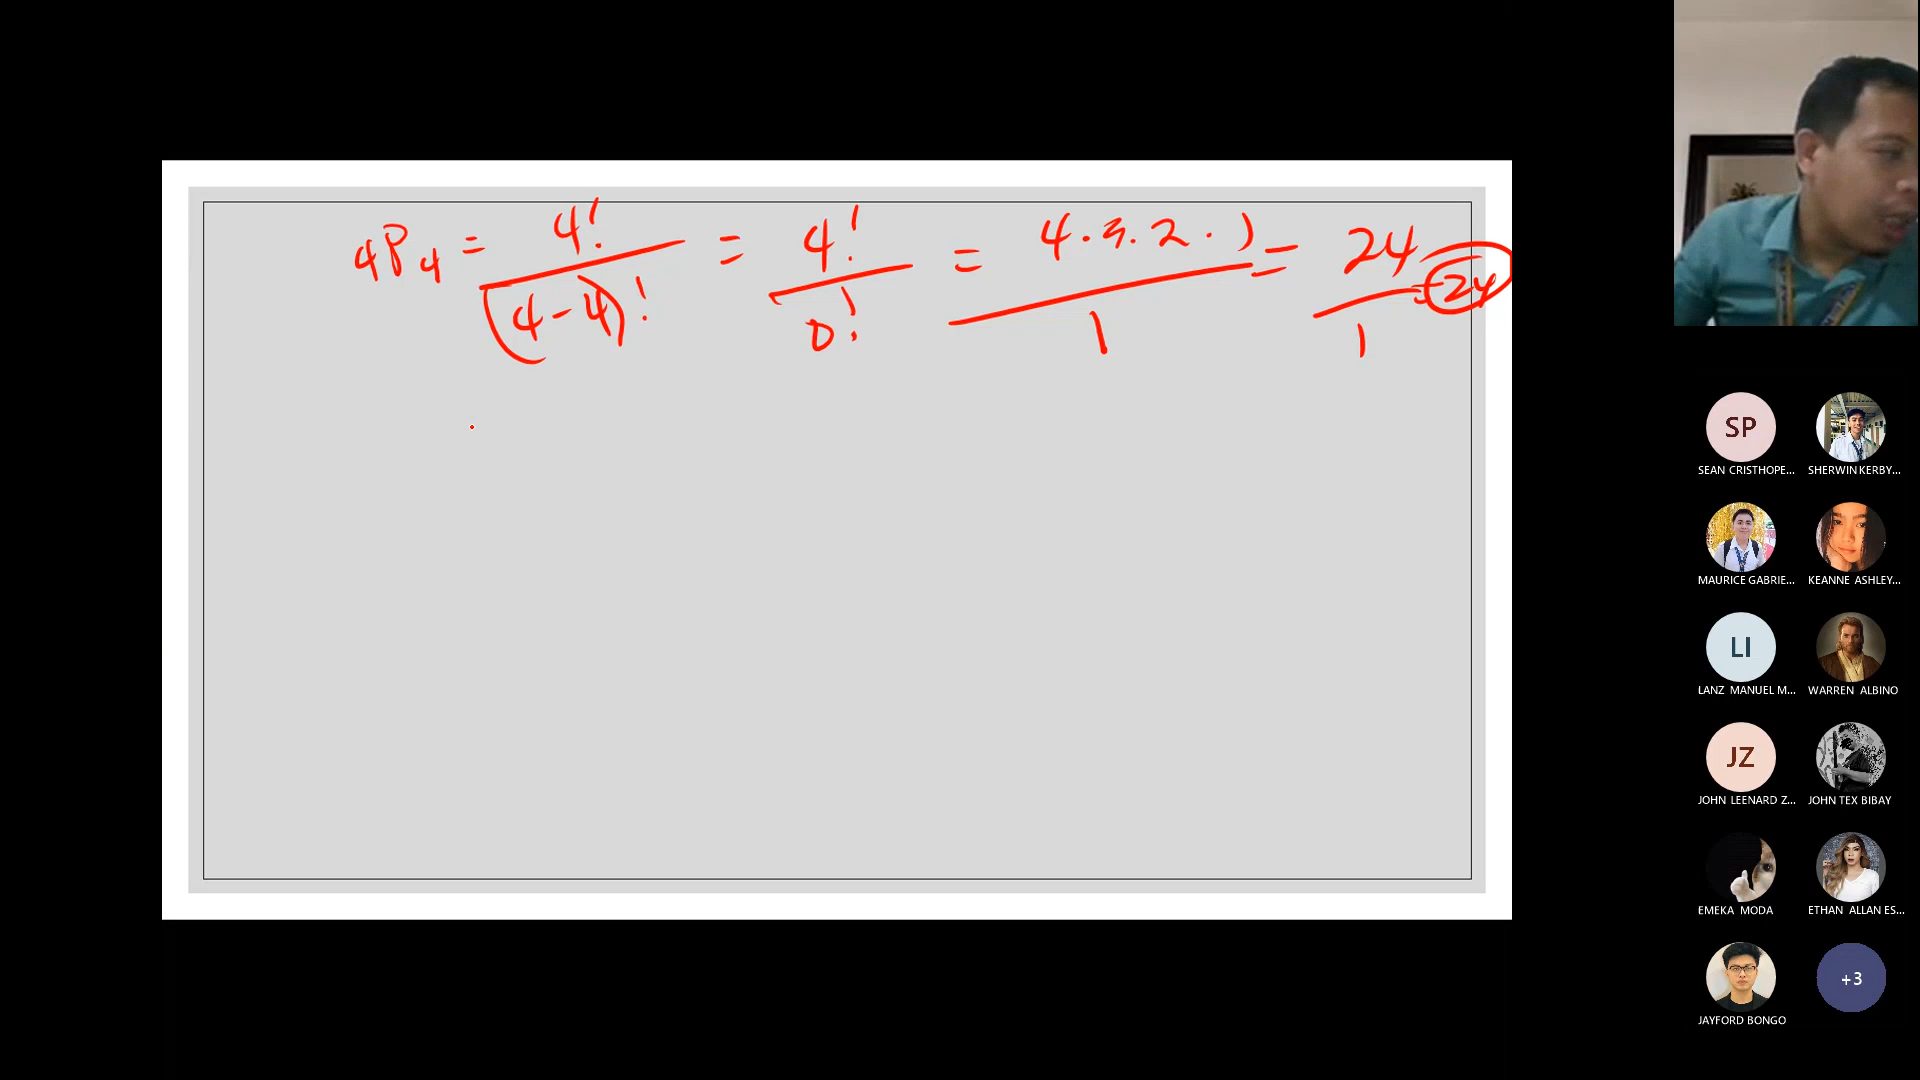 4P4 = 4! / (4-4)! = 4! / 0! = 4.3.2.1 / 1 = 24 / 1 = 24
SP
SEAN CRISTHOPE...
SHERWIN KERBY...
MAURICE GABRIE...
KEANNE ASHLEY...
LI
LANZ MANUEL M...
WARREN ALBINO
JZ
JOHN LEENARD Z...
JOHN TEX BIBAY
EMEKA MODA
ETHAN ALLAN ES...
JAYFORD BONGO
+3